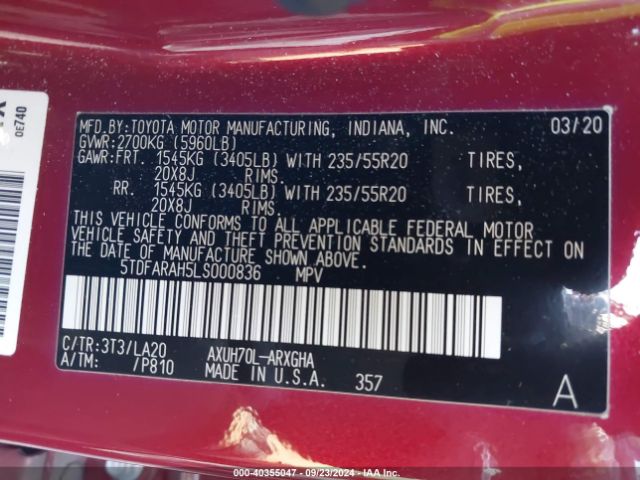 MFD.BY:TOYOTA MOTOR MANUFACTURING, INDIANA, INC. 03/20
GVWR:2700KG (5960LB)
GAWR:FRT. 1545KG (3405LB) WITH 235/55R20 TIRES,
20X8J RIMS.
RR. 1545KG (3405LB) WITH 235/55R20 TIRES,
20X8J RIMS.
THIS VEHICLE CONFORMS TO ALL APPLICABLE FEDERAL MOTOR
VEHICLE SAFETY AND THEFT PREVENTION STANDARDS IN EFFECT ON
THE DATE OF MANUFACTURE SHOWN ABOVE.
5TDFARAH5LS000836 MPV
C/TR:3T3/LA20 AXUH70L-ARXGHA
A/TM: /P810 MADE IN U.S.A. 357 A
0E740
000-40355047 - 09/23/2024 - IAA Inc.